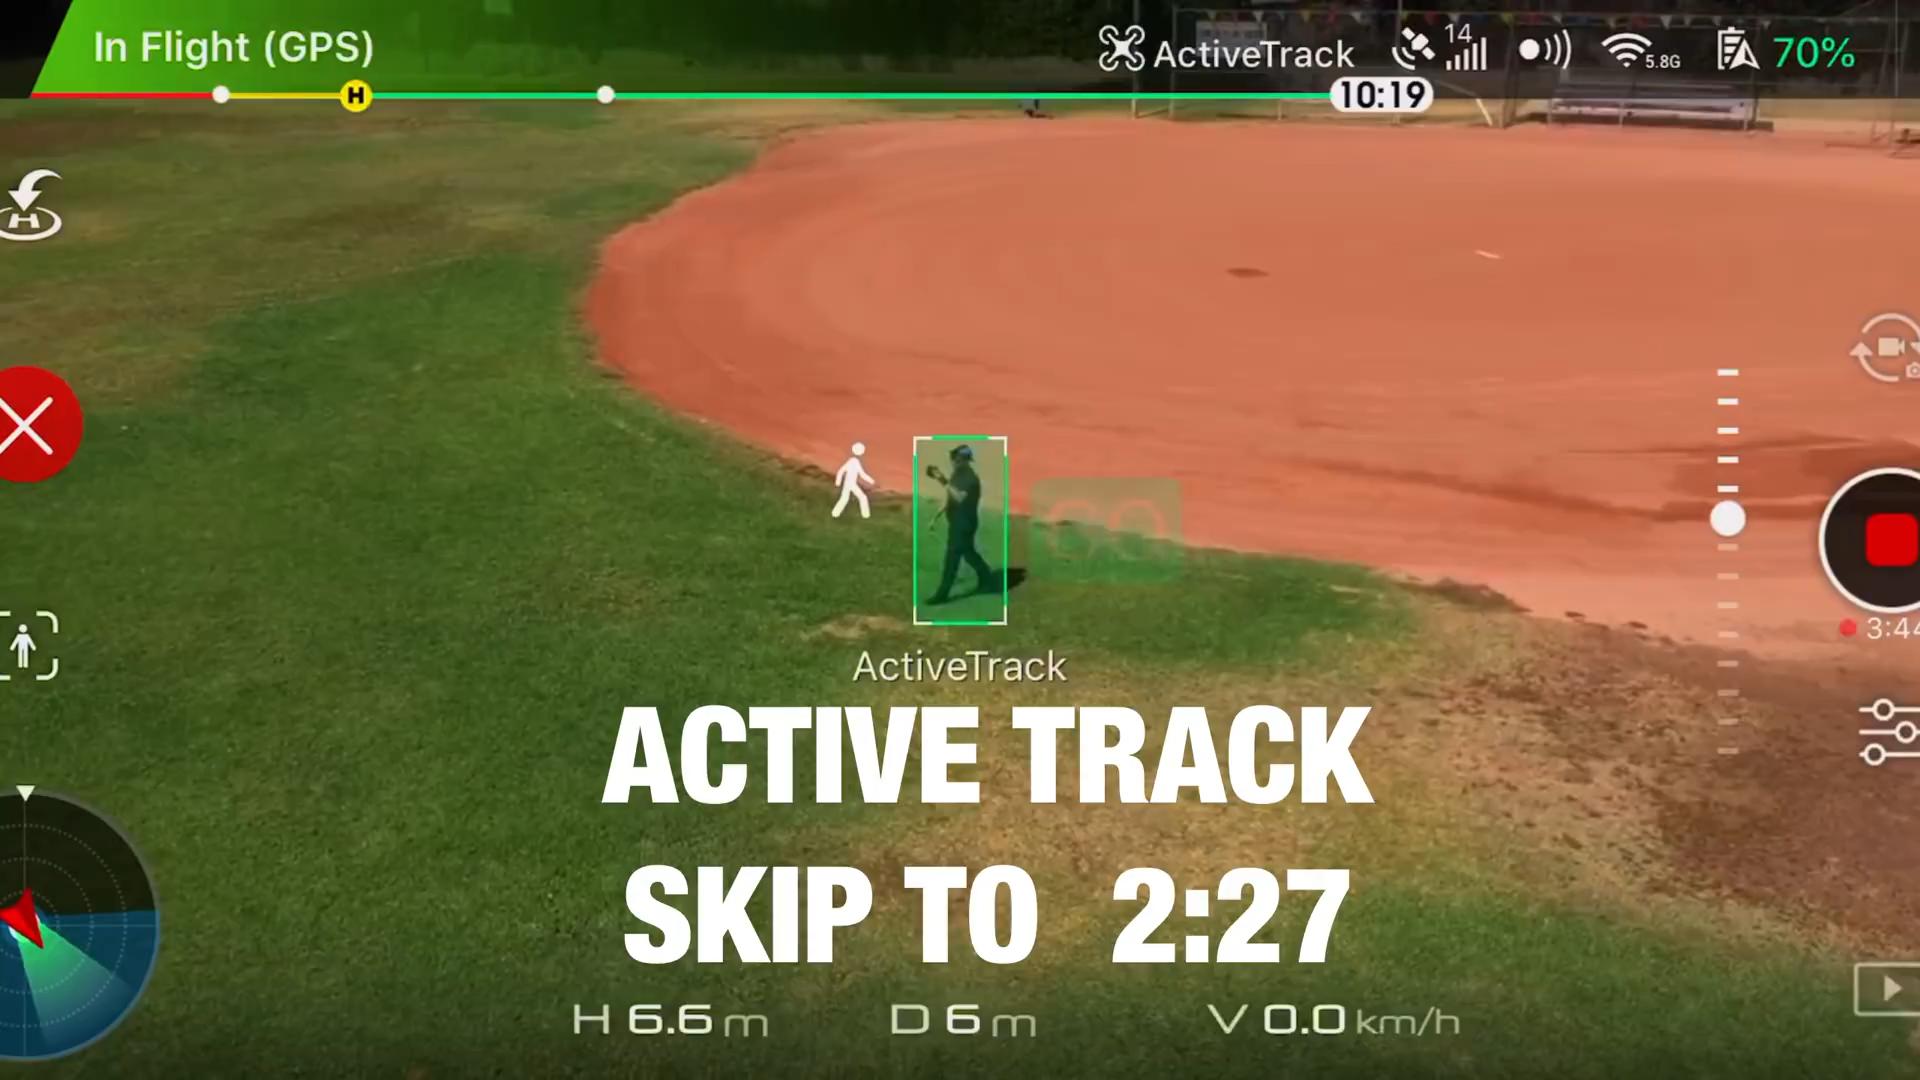 In Flight (GPS)
ActiveTrack 14 5.8G 70%
H 10:19
H
GO
3:44
ActiveTrack
ACTIVE TRACK
SKIP TO 2:27
H 6.6 m D 6 m V 0.0 km/h